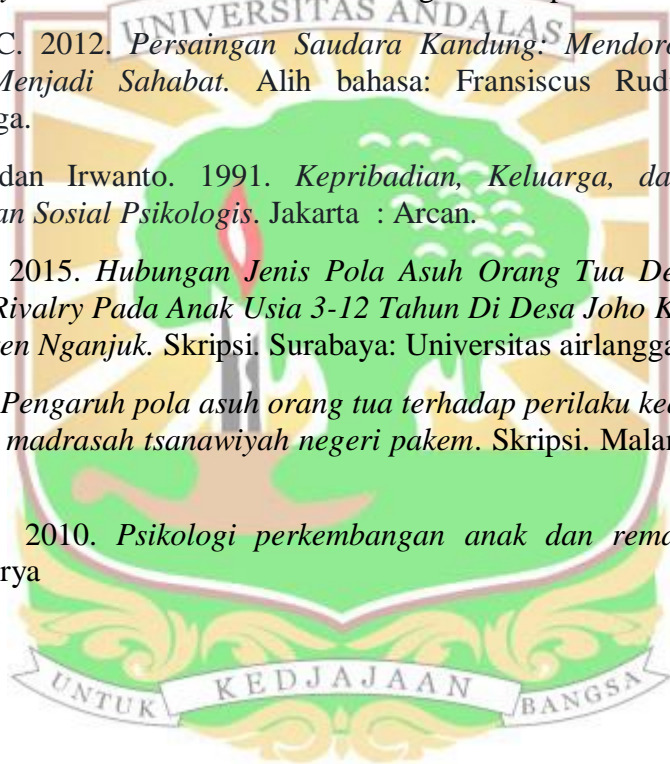 UNIVERSITAS ANDALAS
C. 2012. Persaingan Saudara Kandung: Mendoro
Menjadi Sahabat. Alih bahasa: Fransiscus Rudi
ga.
dan Irwanto. 1991. Kepribadian, Keluarga, da
an Sosial Psikologis. Jakarta : Arcan.
2015. Hubungan Jenis Pola Asuh Orang Tua De
Rivalry Pada Anak Usia 3-12 Tahun Di Desa Joho K
en Nganjuk. Skripsi. Surabaya: Universitas airlangga
Pengaruh pola asuh orang tua terhadap perilaku ke
madrasah tsanawiyah negeri pakem. Skripsi. Malan
2010. Psikologi perkembangan anak dan rema
rya
UNTUK KEDJAJAAN BANGSA